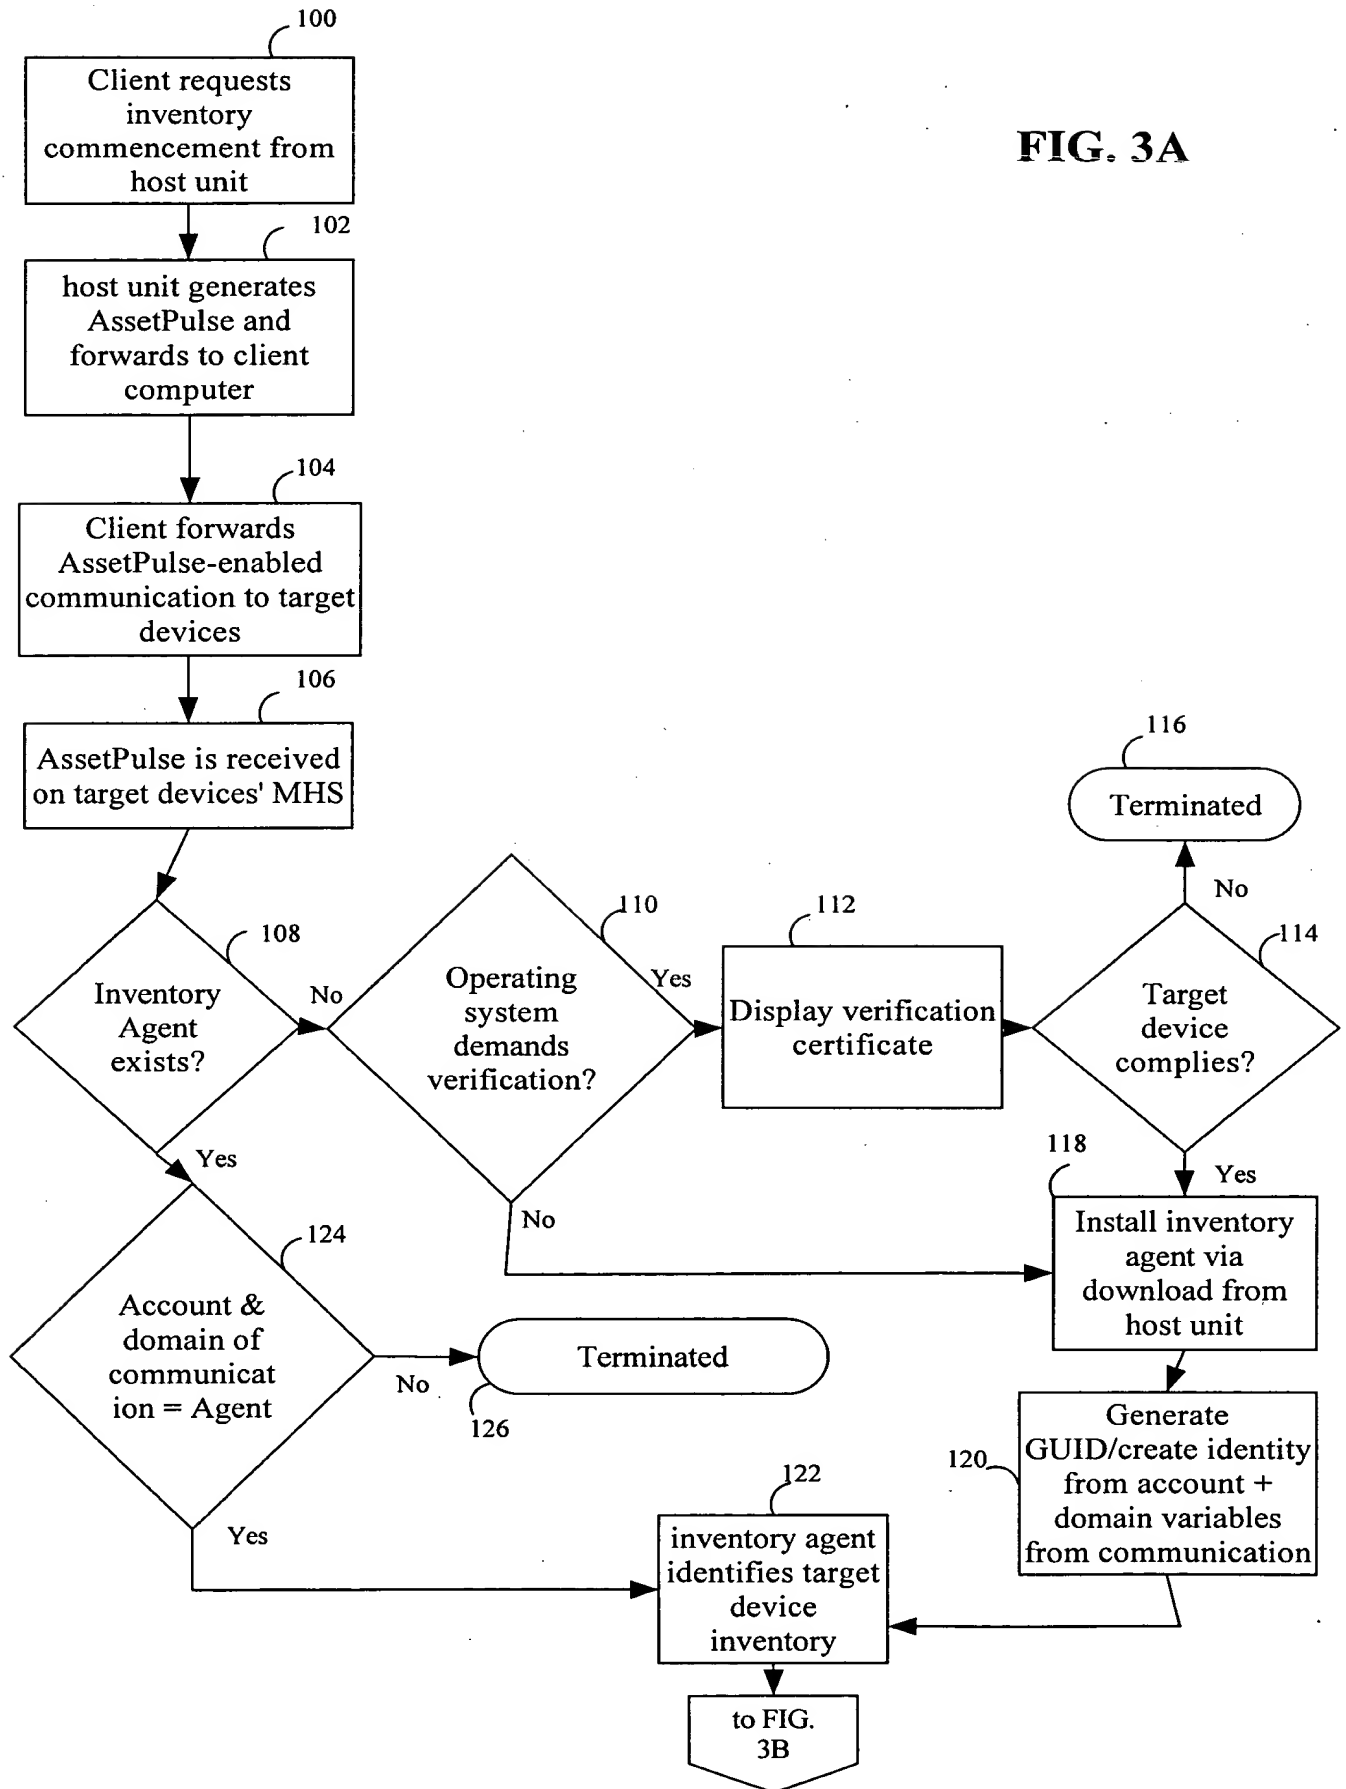 100
Client requests
inventory
commencement from
host unit
FIG. 3A
102
host unit generates
AssetPulse and
forwards to client
computer
104
Client forwards
AssetPulse-enabled
communication to target
devices
106
AssetPulse is received
on target devices' MHS
108
Inventory
Agent
exists?
No
Yes
110
Operating
system
demands
verification?
Yes
No
112
Display verification
certificate
114
Target
device
complies?
No
116
Terminated
Yes
118
Install inventory
agent via
download from
host unit
120
Generate
GUID/create identity
from account +
domain variables
from communication
124
Account &
domain of
communicat
ion = Agent
No
126
Terminated
Yes
122
inventory agent
identifies target
device
inventory
to FIG.
3B